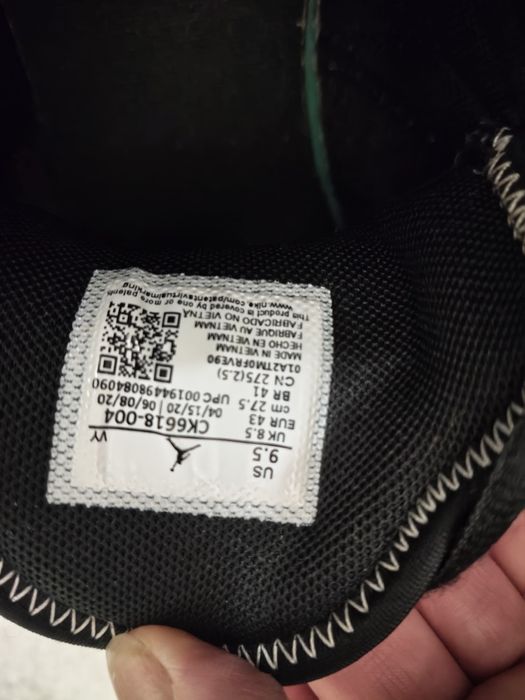 US
9.5
VY
UK 8.5 CK6618-004
EUR 43 04/15/20 | 06/08/20
cm 27.5 UPC 00194498084090
BR 41
CN 275(2.5)
01A2TM0FRVE90
MADE IN VIETNAM
HECHO EN VIETNAM
FABRIQUE AU VIETNAM
FABRICADO NO VIETNA
This product is covered by one or more patents
www.nike.com/patentsvirtualmarking